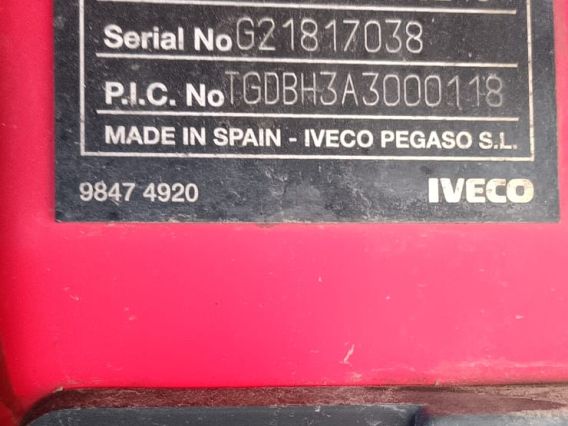 Serial No G21817038
P.I.C. No TGDBH3A3000118
MADE IN SPAIN - IVECO PEGASO S.L.
9847 4920 IVECO